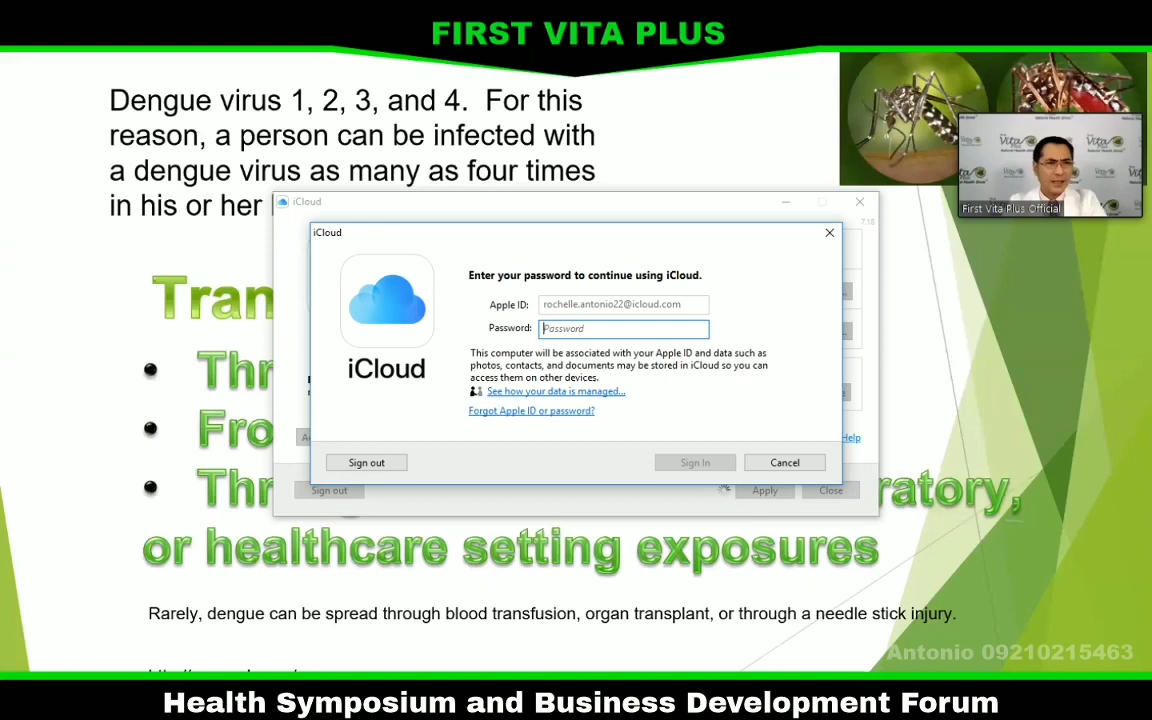 FIRST VITA PLUS
Dengue virus 1, 2, 3, and 4. For this
reason, a person can be infected with
a dengue virus as many as four times
in his or her
First Vita Plus Official
iCloud
7.18
iCloud
Enter your password to continue using iCloud.
Apple ID: rochelle.antonio22@icloud.com
Password: Password
iCloud
This computer will be associated with your Apple ID and data such as
photos, contacts, and documents may be stored in iCloud so you can
access them on other devices.
See how your data is managed...
Forgot Apple ID or password?
Help
Sign out Sign In Cancel
Sign out Apply Close
Tran
• Thr
• Fro
• Thr ratory,
or healthcare setting exposures
Rarely, dengue can be spread through blood transfusion, organ transplant, or through a needle stick injury.
Antonio 09210215463
Health Symposium and Business Development Forum